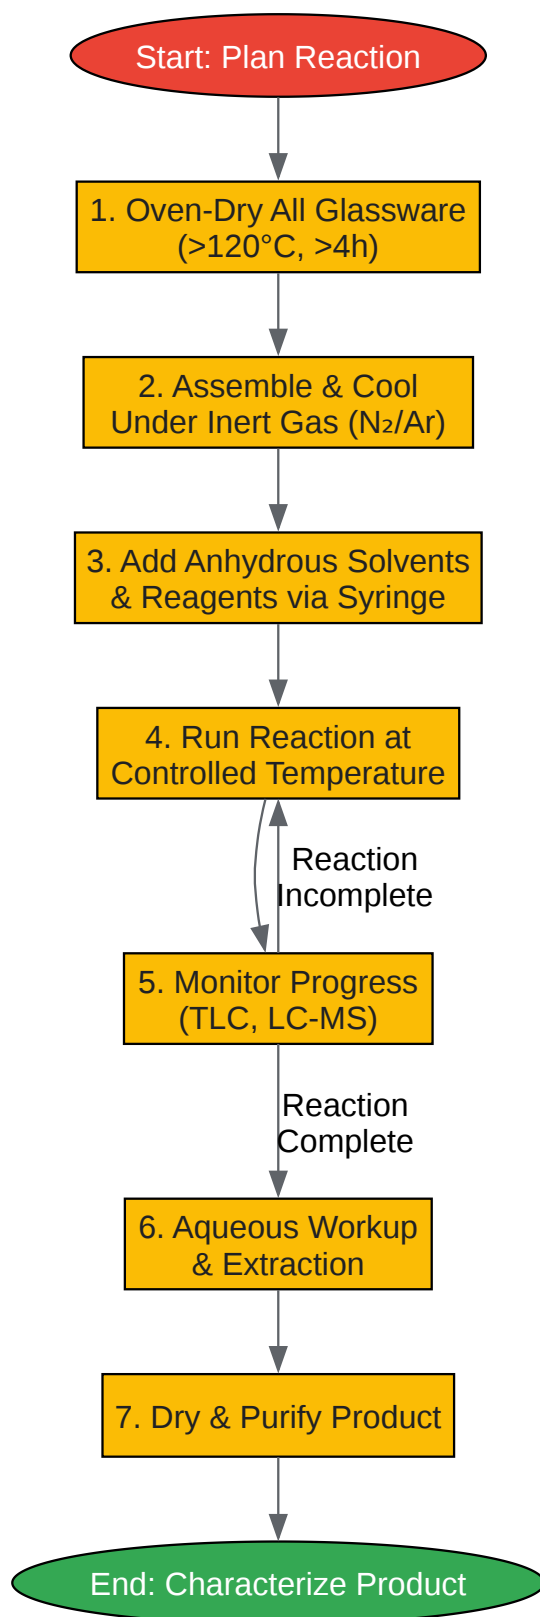 Start: Plan Reaction
1. Oven-Dry All Glassware
(>120°C, >4h)
2. Assemble & Cool
Under Inert Gas (N₂/Ar)
3. Add Anhydrous Solvents
& Reagents via Syringe
4. Run Reaction at
Controlled Temperature
Reaction
Incomplete
5. Monitor Progress
(TLC, LC-MS)
Reaction
Complete
6. Aqueous Workup
& Extraction
7. Dry & Purify Product
End: Characterize Product